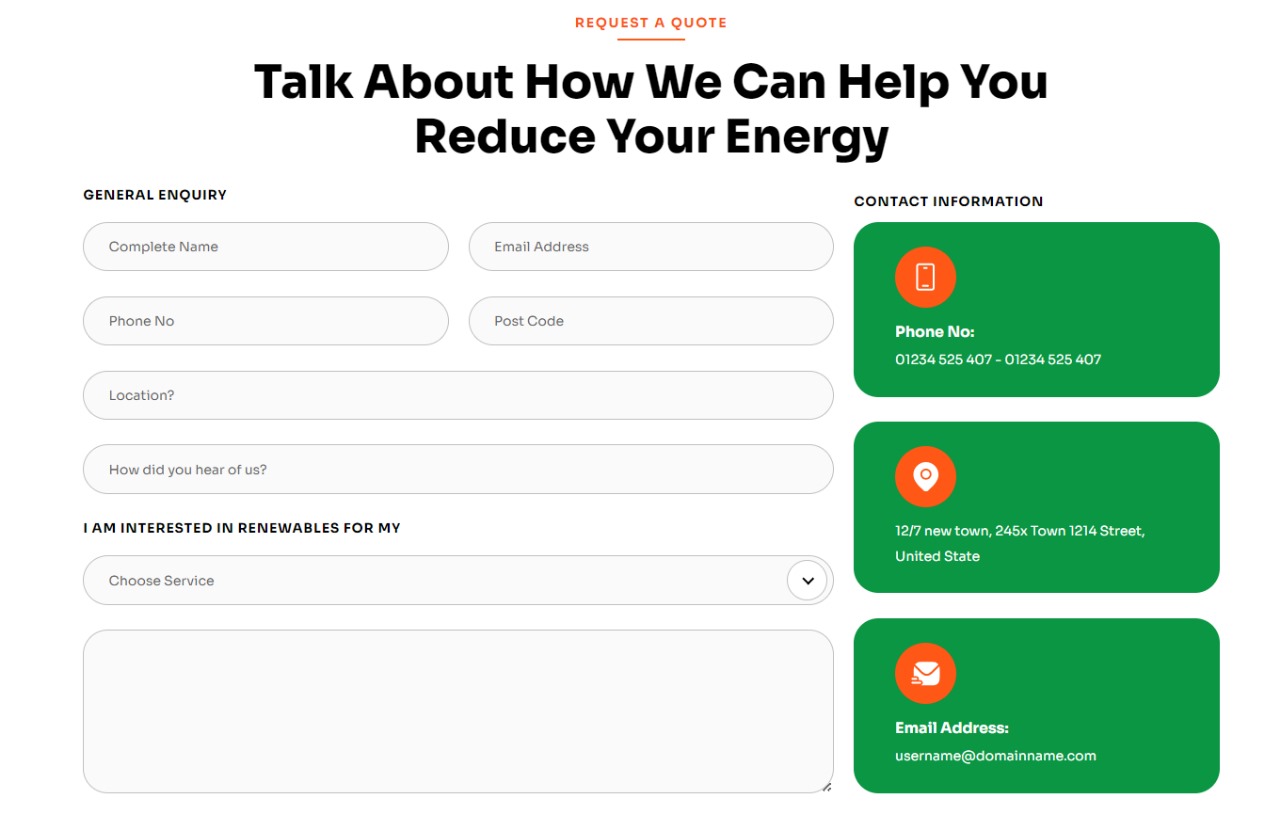 REQUEST A QUOTE
Talk About How We Can Help You
Reduce Your Energy
GENERAL ENQUIRY
Complete Name
Email Address
Phone No
Post Code
Location?
How did you hear of us?
I AM INTERESTED IN RENEWABLES FOR MY
Choose Service
CONTACT INFORMATION
Phone No:
01234 525 407 - 01234 525 407
12/7 new town, 245x Town 1214 Street,
United State
Email Address:
username@domainname.com